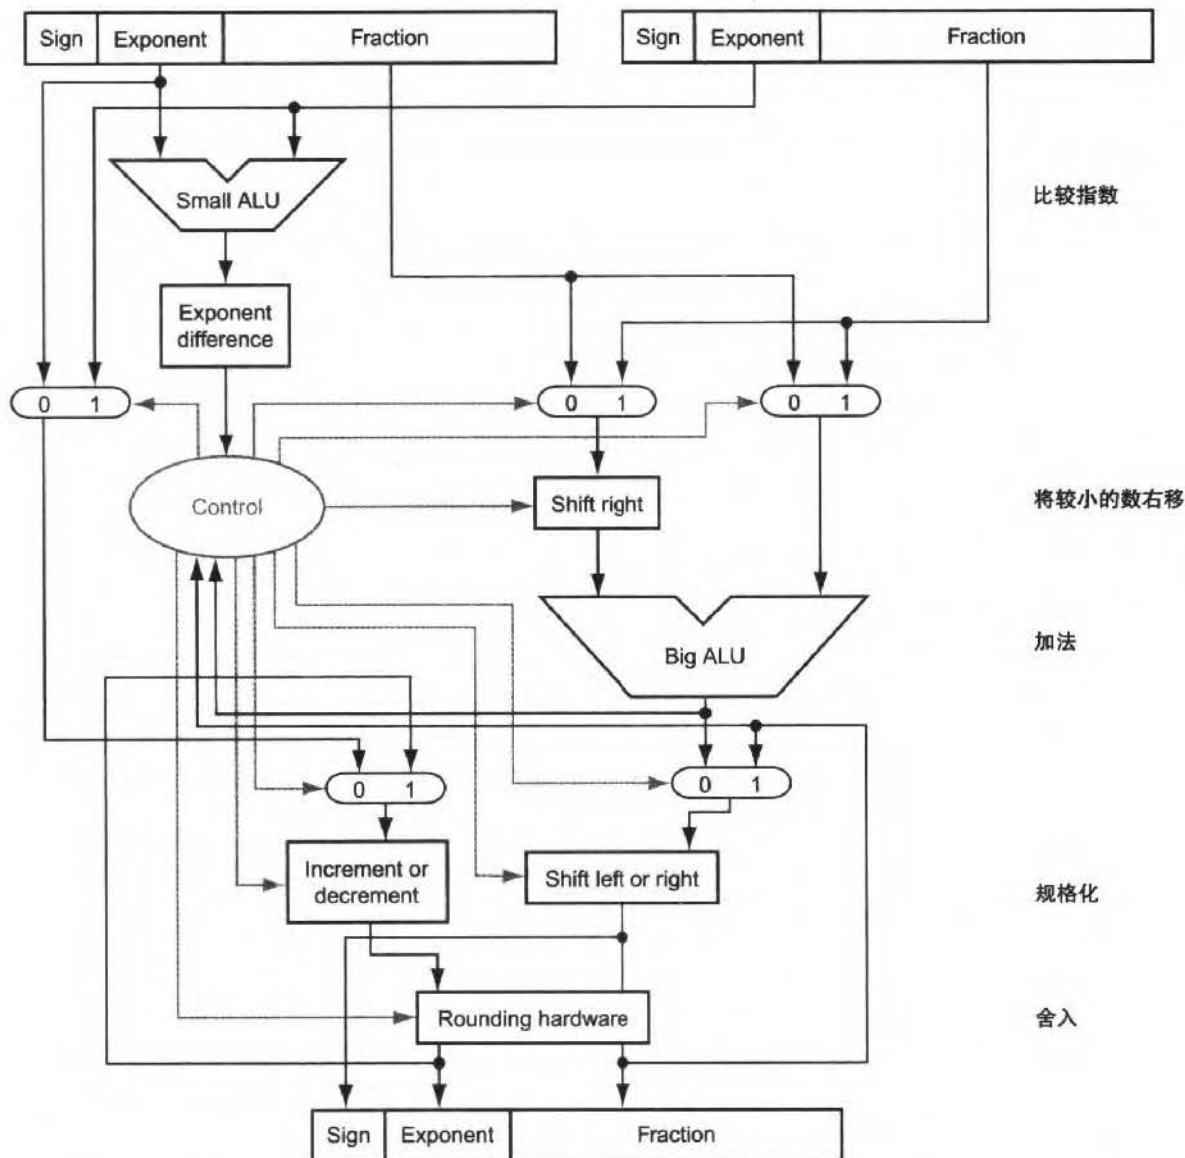 Sign Exponent Fraction
Sign Exponent Fraction
Small ALU
比较指数
Exponent
difference
0 1
0 1
0 1
Control
Shift right
将较小的数右移
Big ALU
加法
0 1
0 1
Increment or
decrement
Shift left or right
规格化
Rounding hardware
舍入
Sign Exponent Fraction